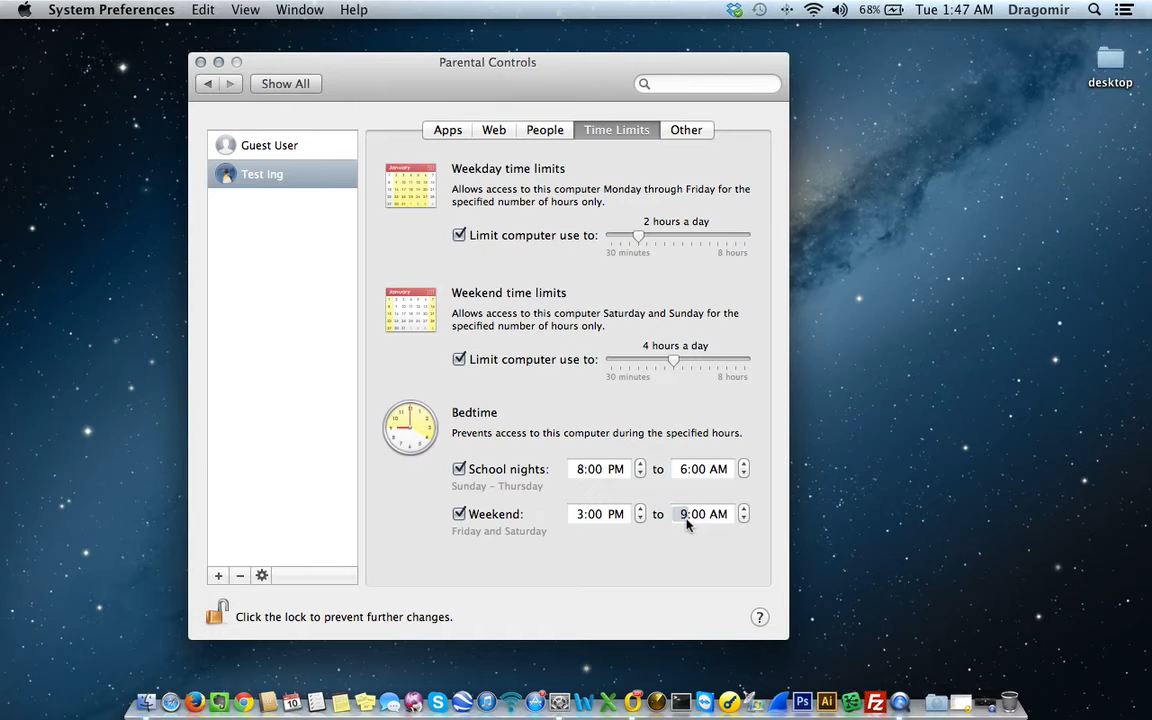 System Preferences Edit View Window Help 68% Tue 1:47 AM Dragomir
desktop
Parental Controls
Show All
Apps Web People Time Limits Other
Guest User
Test Ing
Weekday time limits
Allows access to this computer Monday through Friday for the
specified number of hours only.
2 hours a day
Limit computer use to:
30 minutes 8 hours
Weekend time limits
Allows access to this computer Saturday and Sunday for the
specified number of hours only.
4 hours a day
Limit computer use to:
30 minutes 8 hours
Bedtime
Prevents access to this computer during the specified hours.
School nights: 8:00 PM to 6:00 AM
Sunday – Thursday
Weekend: 3:00 PM to 9:00 AM
Friday and Saturday
Click the lock to prevent further changes.
?
Ps Ai Fz